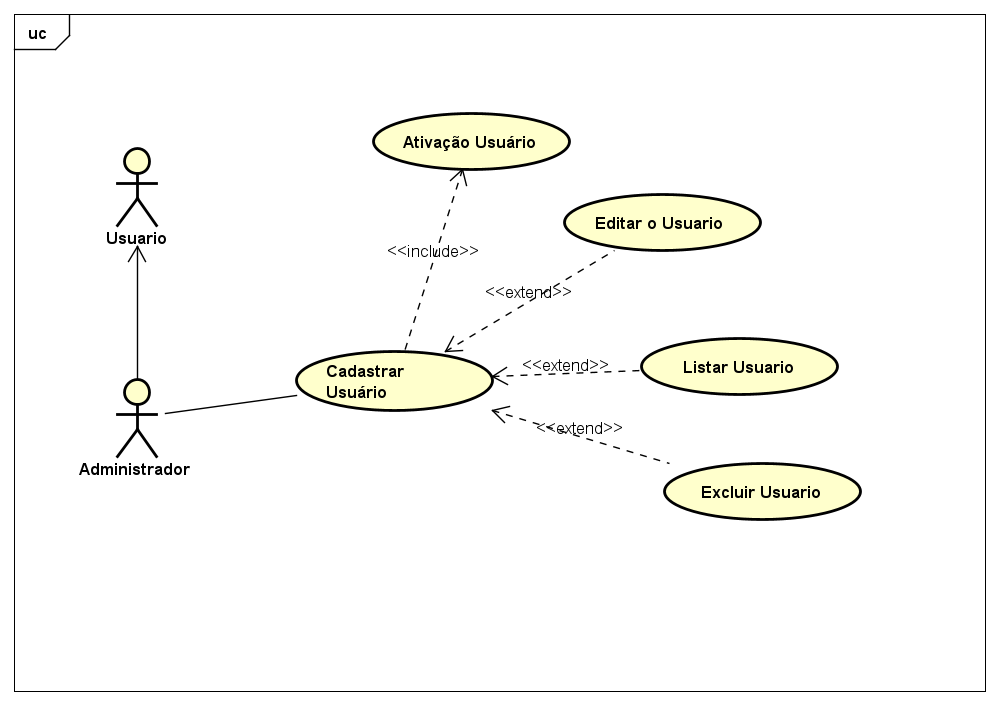 uc
Ativação Usuário
Editar o Usuario
Usuario
<<include>>
<<extend>>
<<extend>>
Listar Usuario
Cadastrar
Usuário
<<extend>>
Administrador
Excluir Usuario